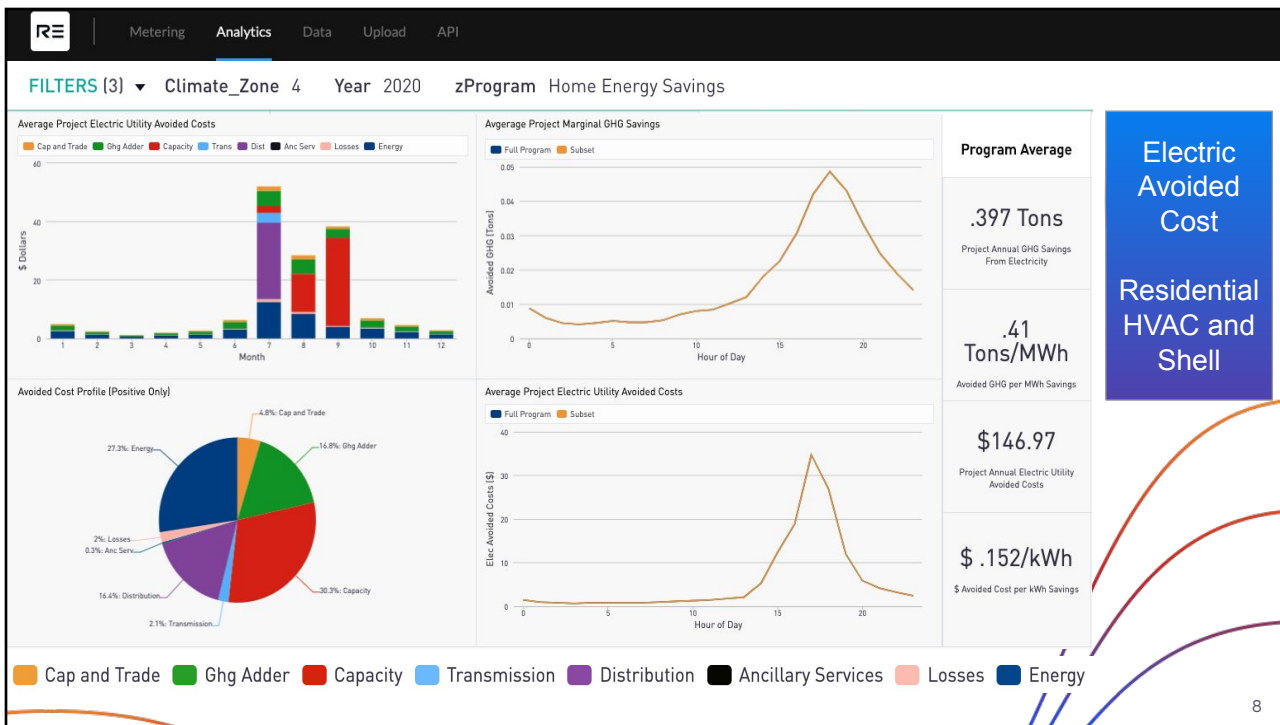 RE
Metering Analytics Data Upload API
FILTERS (3) Climate_Zone 4 Year 2020 zProgram Home Energy Savings
Average Project Electric Utility Avoided Costs
Cap and Trade Ghg Adder Capacity Trans Dist Anc Serv Losses Energy
60
40
20
0
$ Dollars
1 2 3 4 5 6 7 8 9 10 11 12
Month
Avgerage Project Marginal GHG Savings
Full Program Subset
0.05
0.04
0.03
0.02
0.01
0
Avoided GHG (Tons)
0 5 10 15 20
Hour of Day
Avoided Cost Profile (Positive Only)
4.8%: Cap and Trade
16.8%: Ghg Adder
30.3%: Capacity
2.1%: Transmission
16.4%: Distribution
0.3%: Anc Serv
2%: Losses
27.3%: Energy
Average Project Electric Utility Avoided Costs
Full Program Subset
40
30
20
10
0
Elec Avoided Costs ($)
0 5 10 15 20
Hour of Day
Program Average
.397 Tons
Project Annual GHG Savings
From Electricity
.41
Tons/MWh
Avoided GHG per MWh Savings
$146.97
Project Annual Electric Utility
Avoided Costs
$ .152/kWh
$ Avoided Cost per kWh Savings
Electric
Avoided
Cost
Residential
HVAC and
Shell
Cap and Trade Ghg Adder Capacity Transmission Distribution Ancillary Services Losses Energy
8